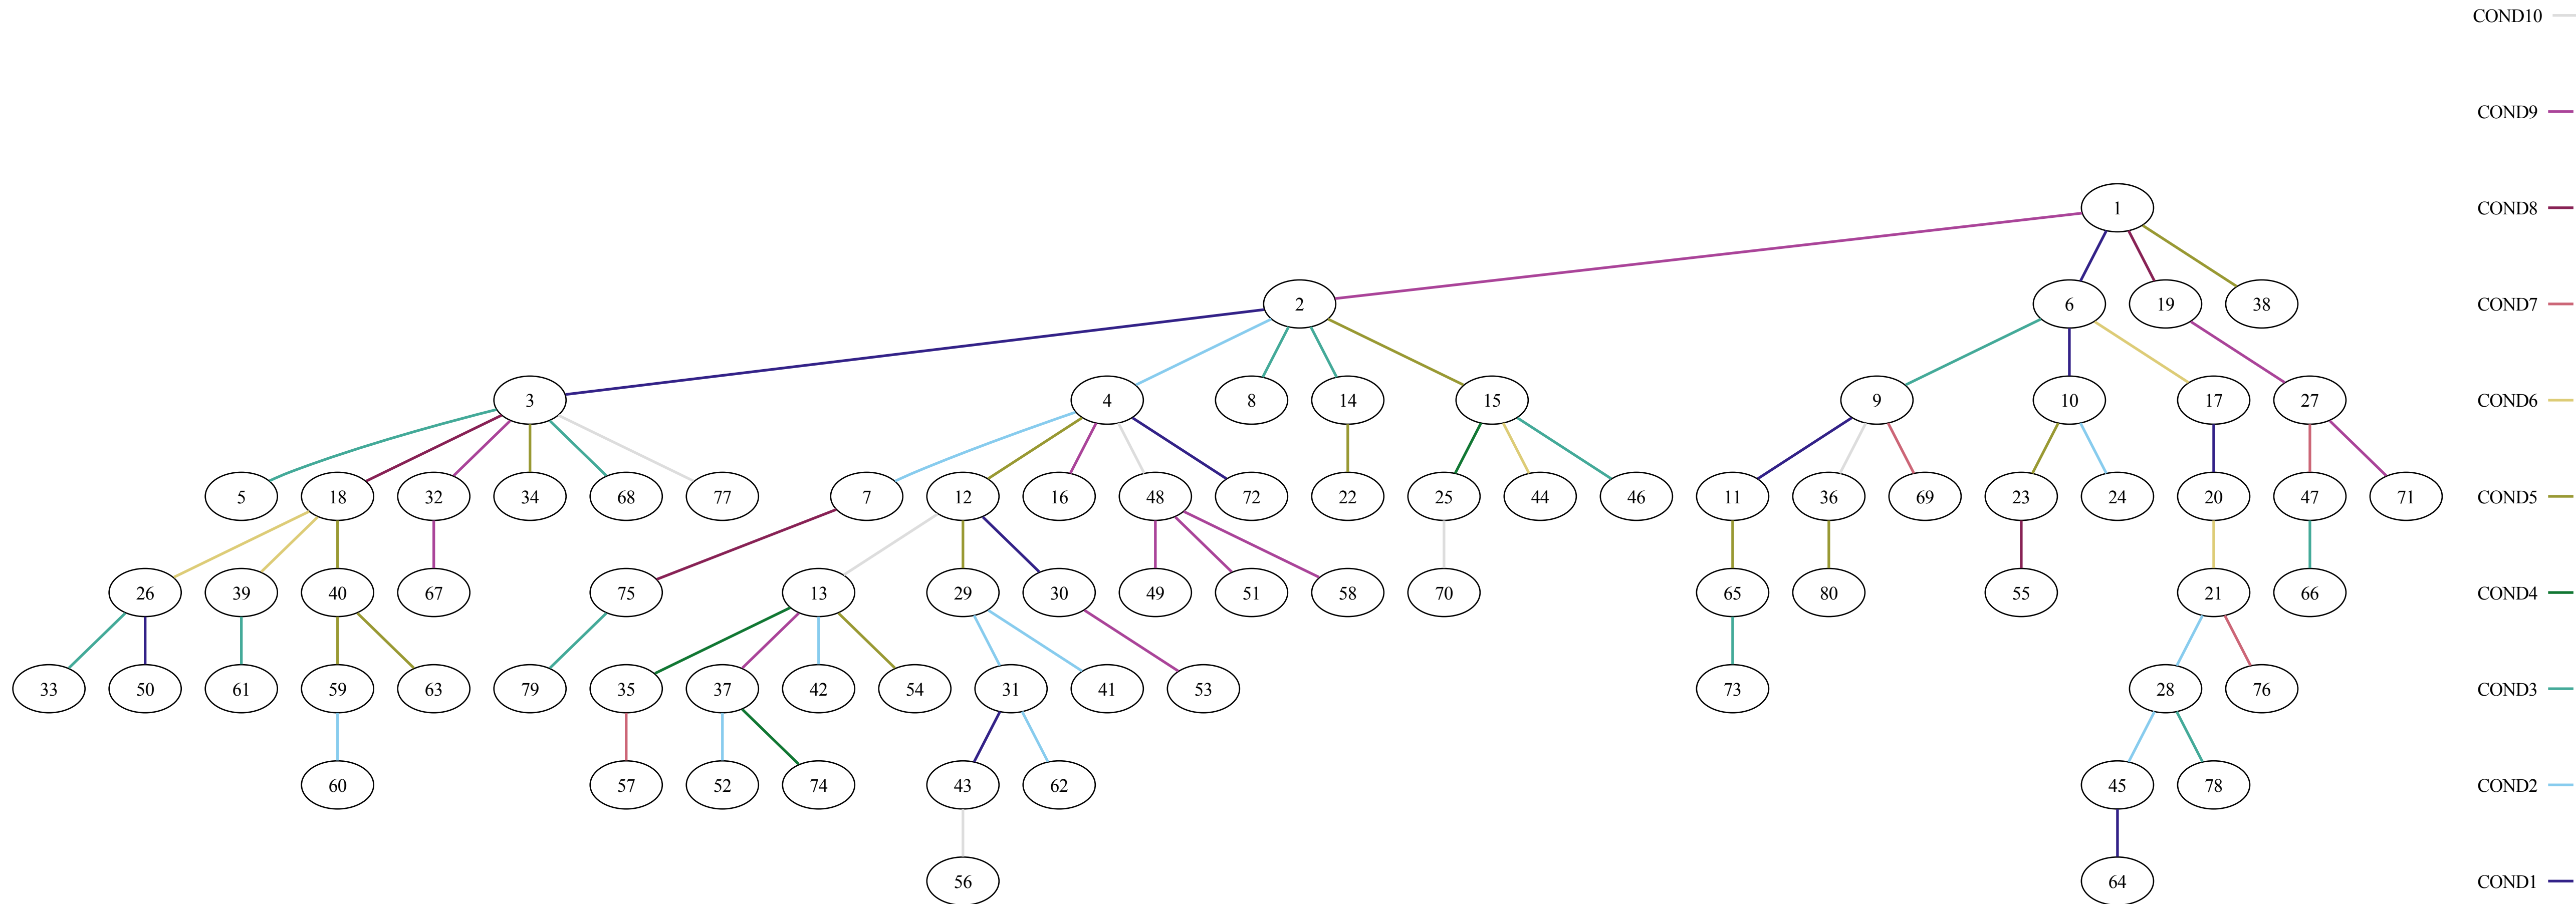 COND10
COND9
1 COND8
2 6 19 38 COND7
3 4 8 14 15 9 10 17 27 COND6
5 18 32 34 68 77 7 12 16 48 72 22 25 44 46 11 36 69 23 24 20 47 71 COND5
26 39 40 67 75 13 29 30 49 51 58 70 65 80 55 21 66 COND4
33 50 61 59 63 79 35 37 42 54 31 41 53 73 28 76 COND3
60 57 52 74 43 62 45 78 COND2
56 64 COND1